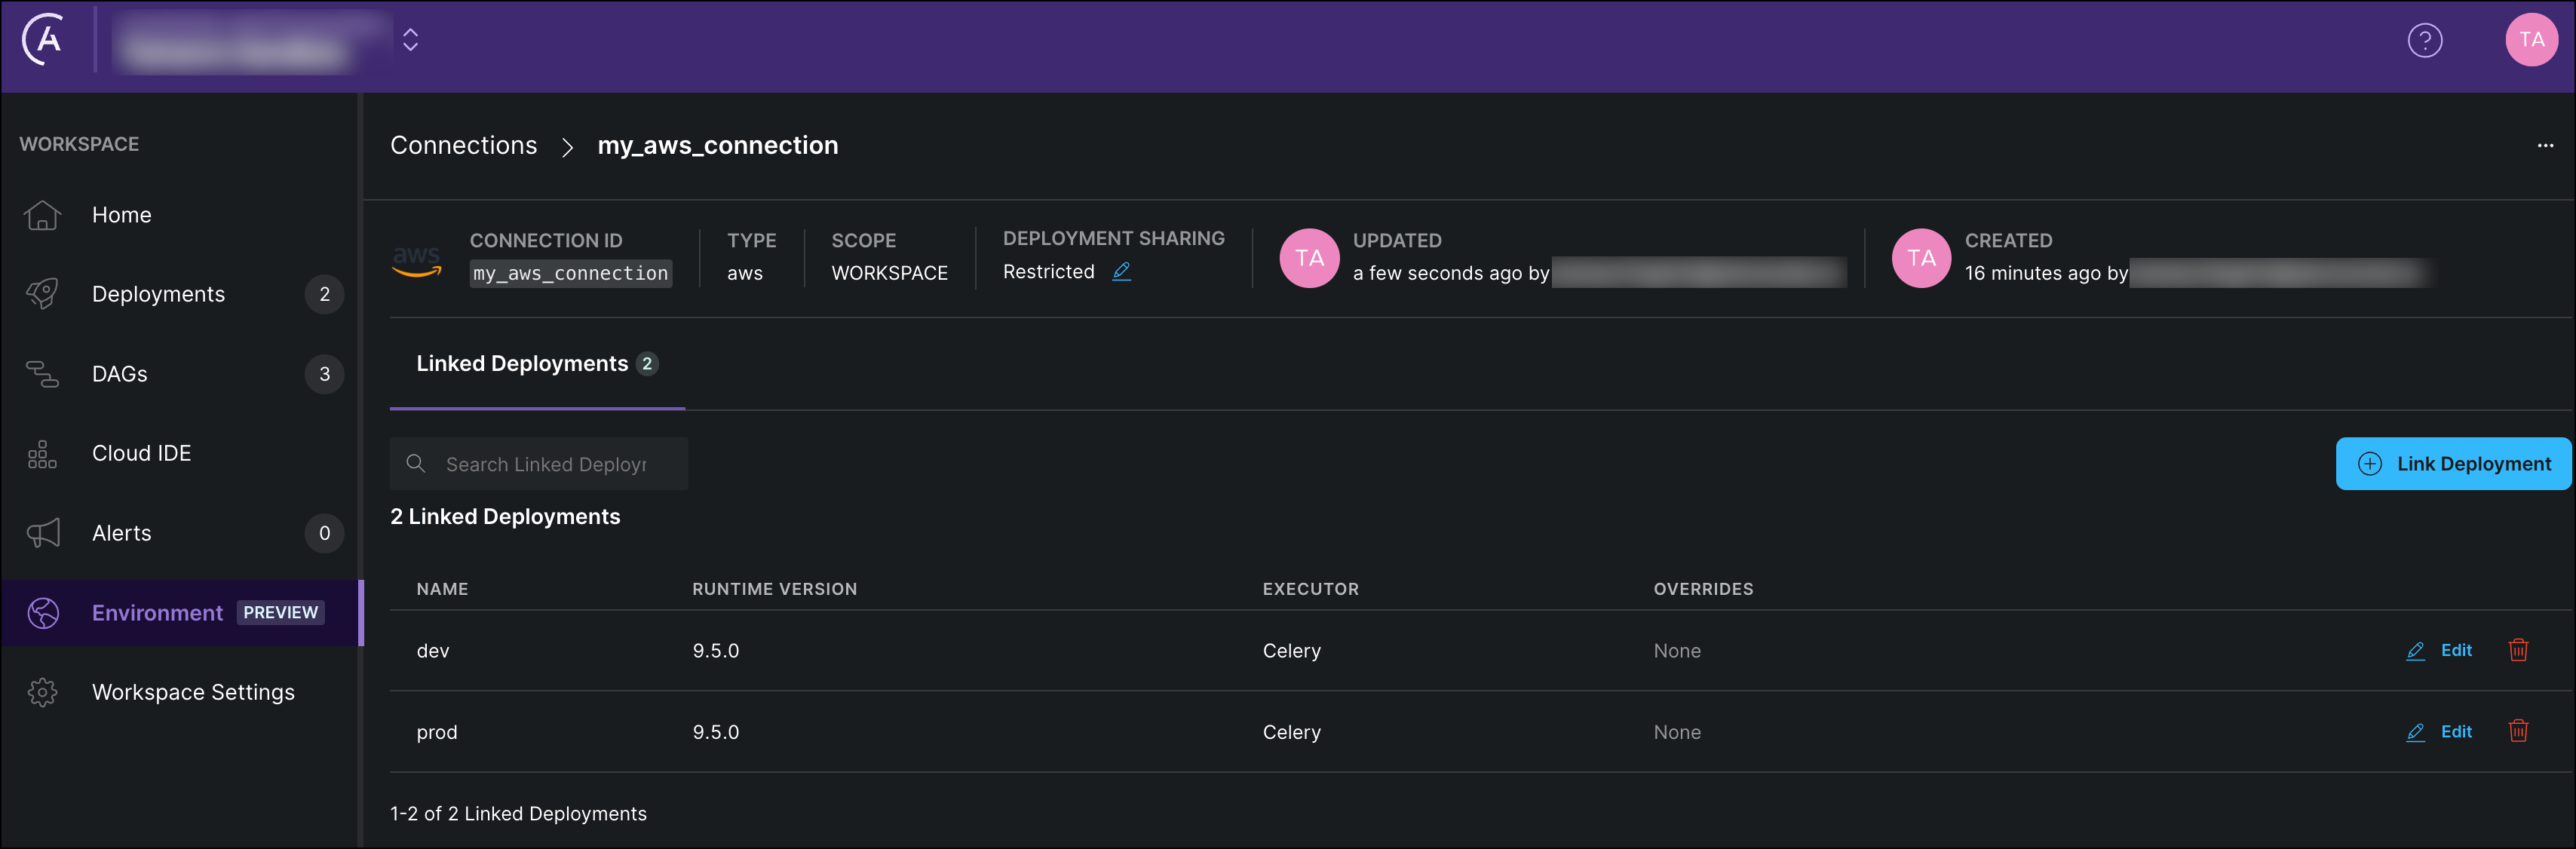 TA
WORKSPACE
Home
Deployments 2
DAGs 3
Cloud IDE
Alerts 0
Environment PREVIEW
Workspace Settings
Connections > my_aws_connection
...
aws
CONNECTION ID
my_aws_connection
TYPE
aws
SCOPE
WORKSPACE
DEPLOYMENT SHARING
Restricted
TA
UPDATED
a few seconds ago by
TA
CREATED
16 minutes ago by
Linked Deployments 2
Search Linked Deploy
Link Deployment
2 Linked Deployments
NAME RUNTIME VERSION EXECUTOR OVERRIDES
dev 9.5.0 Celery None Edit
prod 9.5.0 Celery None Edit
1-2 of 2 Linked Deployments